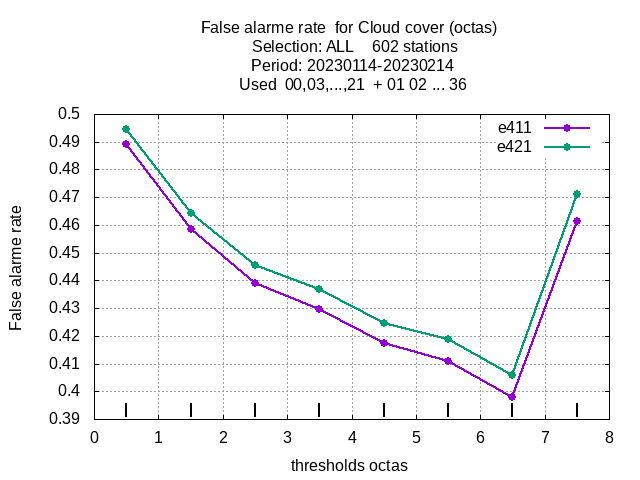 False alarme rate  for Cloud cover (octas)
Selection: ALL    602 stations
Period: 20230114-20230214
Used  00,03,...,21  + 01 02 ... 36
e411
e421
False alarme rate
0.5
0.49
0.48
0.47
0.46
0.45
0.44
0.43
0.42
0.41
0.4
0.39
0 1 2 3 4 5 6 7 8
thresholds octas